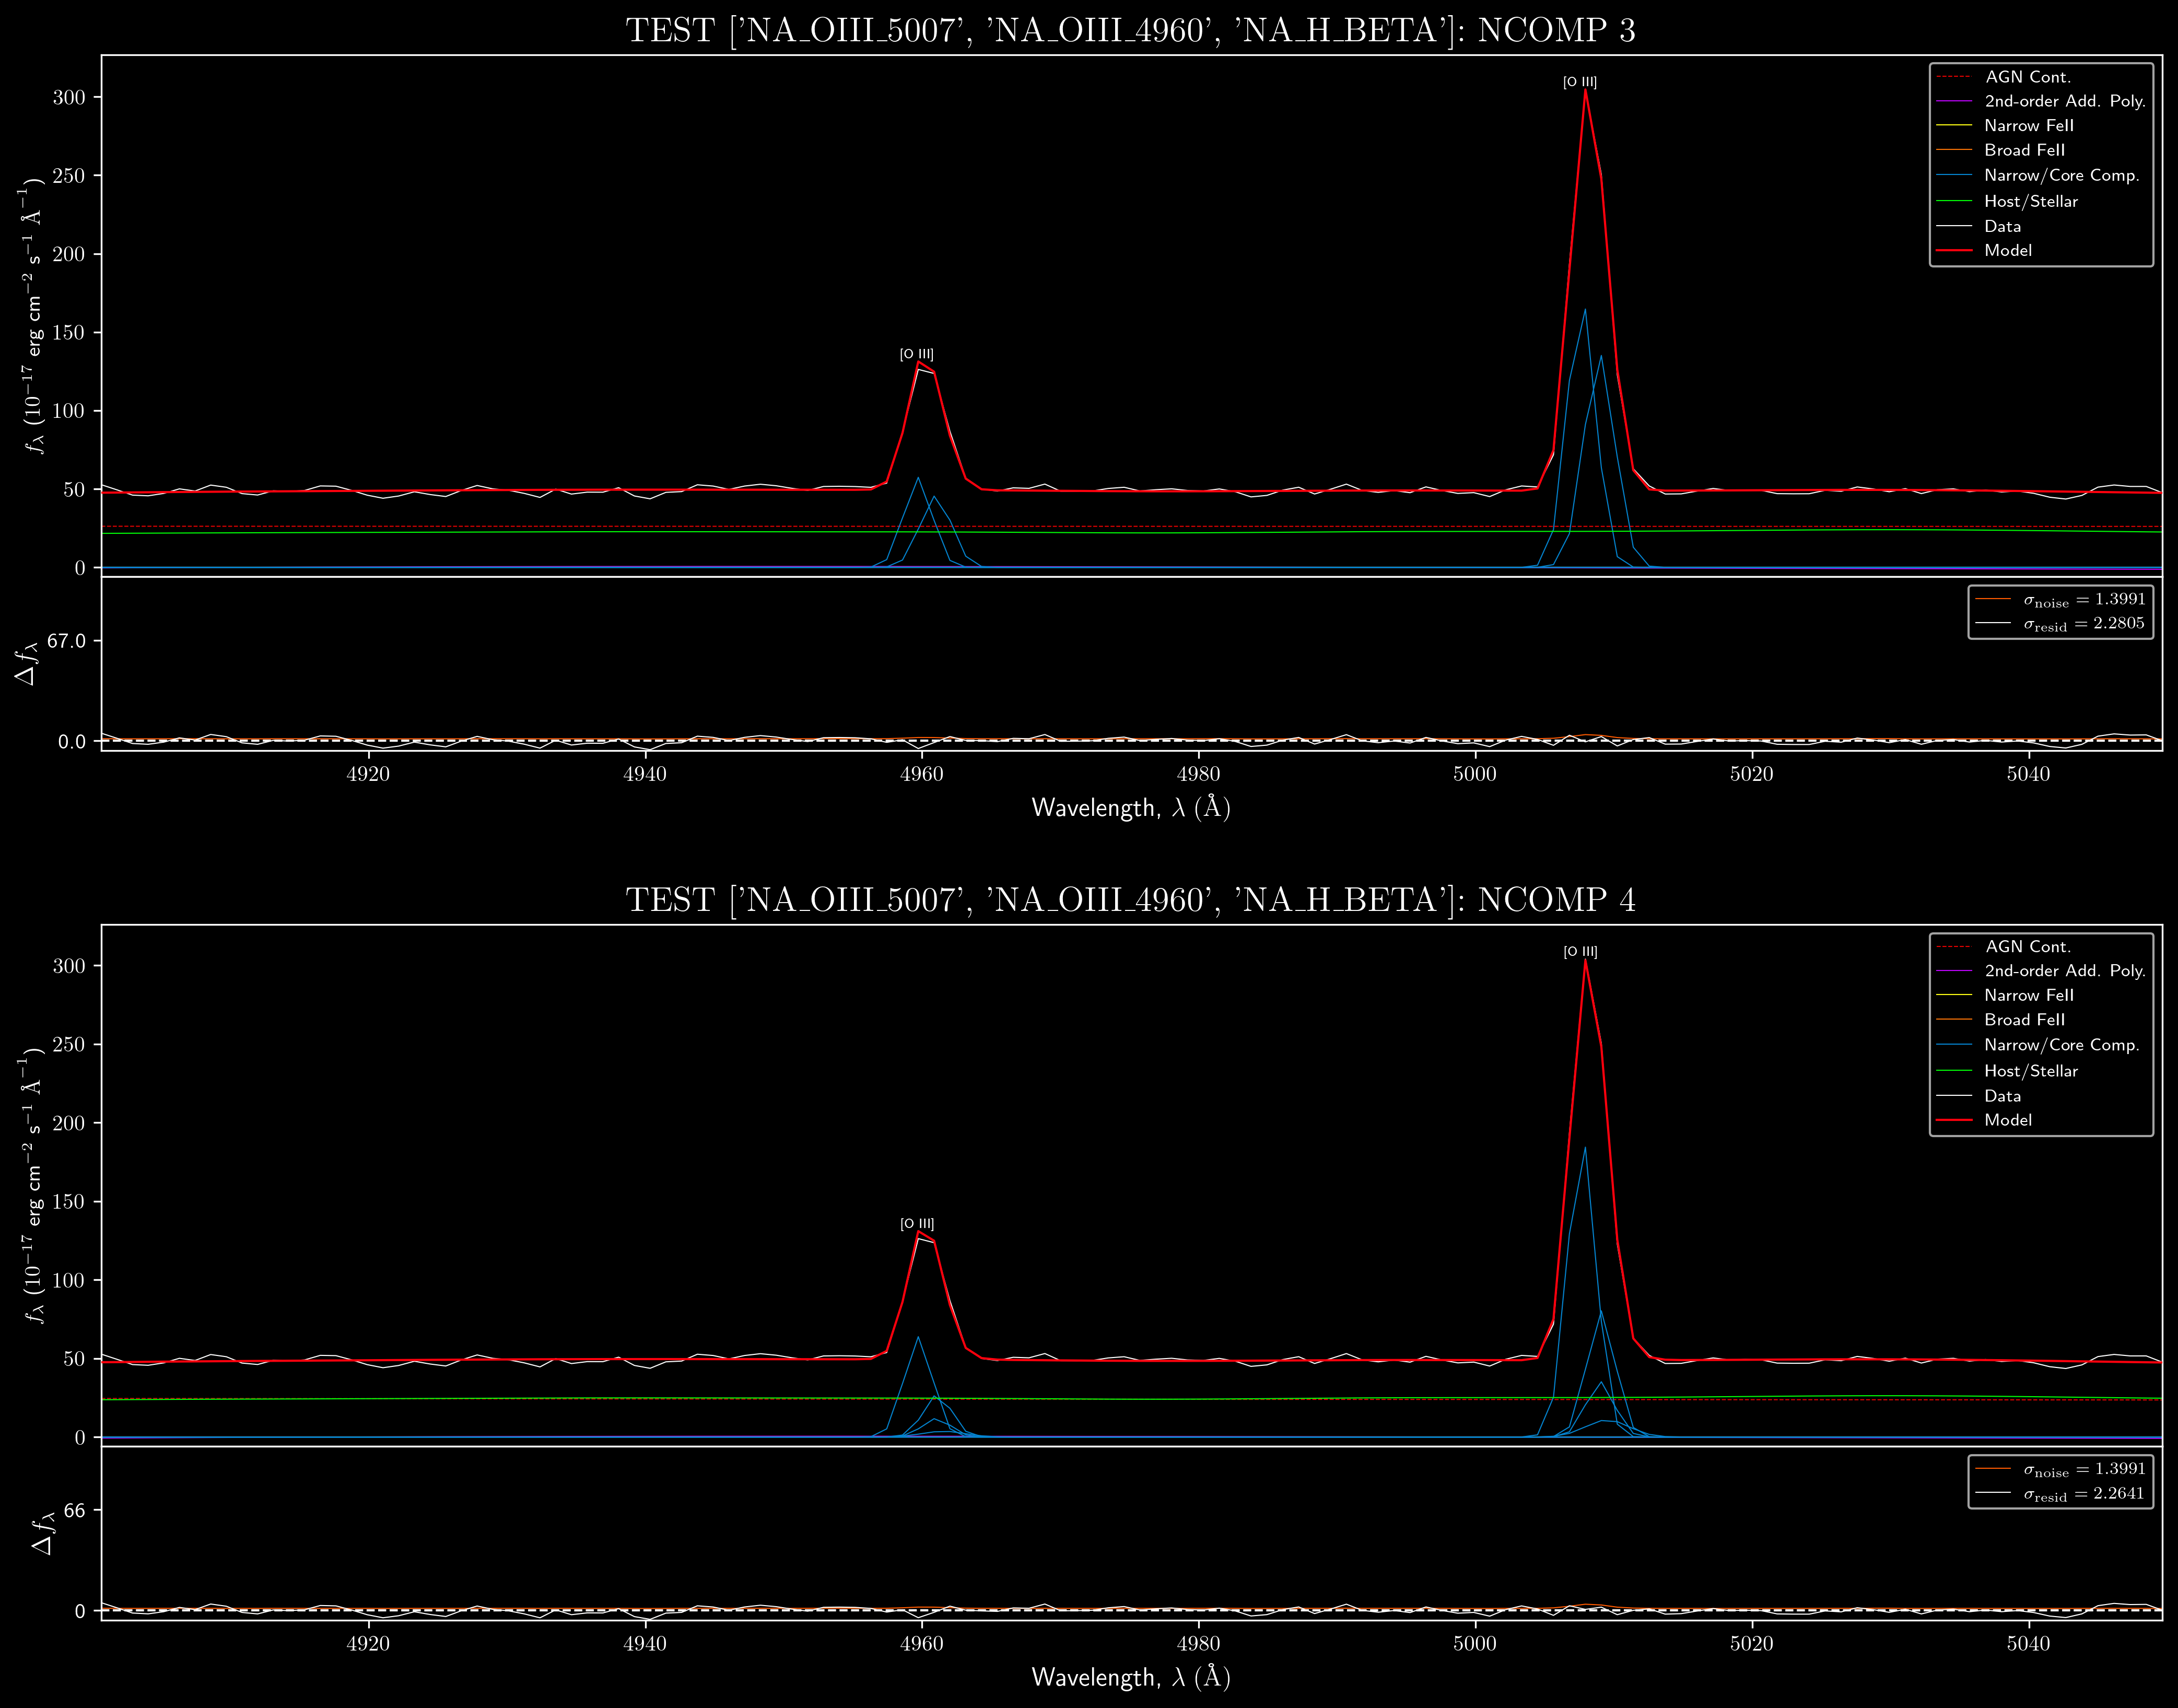 TEST ['NA_OIII_5007', 'NA_OIII_4960', 'NA_H_BETA']: NCOMP 3
[O III]
[O III]
AGN Cont.
2nd-order Add. Poly.
Narrow FeII
Broad FeII
Narrow/Core Comp.
Host/Stellar
Data
Model
300
250
200
150
100
50
0
f_λ (10^−17 erg cm^−2 s^−1 Å^−1)
σ_noise = 1.3991
σ_resid = 2.2805
67.0
0.0
Δf_λ
4920 4940 4960 4980 5000 5020 5040
Wavelength, λ (Å)
TEST ['NA_OIII_5007', 'NA_OIII_4960', 'NA_H_BETA']: NCOMP 4
[O III]
[O III]
AGN Cont.
2nd-order Add. Poly.
Narrow FeII
Broad FeII
Narrow/Core Comp.
Host/Stellar
Data
Model
300
250
200
150
100
50
0
f_λ (10^−17 erg cm^−2 s^−1 Å^−1)
σ_noise = 1.3991
σ_resid = 2.2641
66
0
Δf_λ
4920 4940 4960 4980 5000 5020 5040
Wavelength, λ (Å)